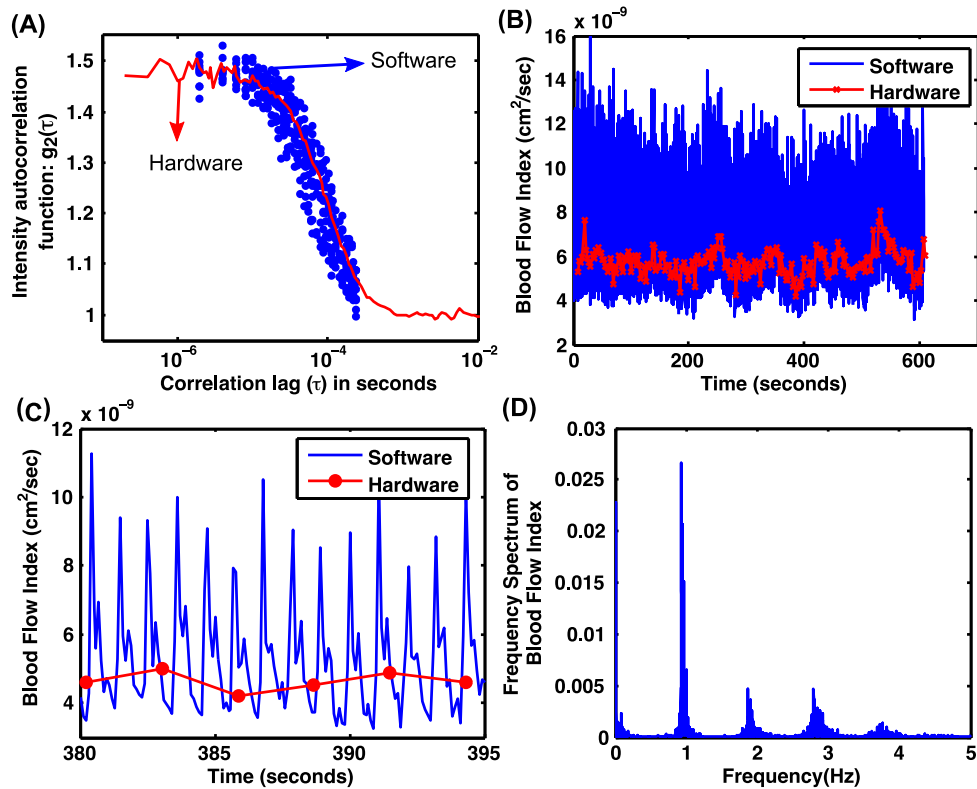 (A)
Intensity autocorrelation
function: g2(τ)
1.5
1.4
1.3
1.2
1.1
1
Software
Hardware
10−6
10−4
10−2
Correlation lag (τ) in seconds
(B)
x 10−9
Blood Flow Index (cm2/sec)
16
14
12
10
8
6
4
2
Software
Hardware
0
200
400
600
Time (seconds)
(C)
x 10−9
Blood Flow Index (cm2/sec)
12
10
8
6
4
Software
Hardware
380
385
390
395
Time (seconds)
(D)
Frequency Spectrum of
Blood Flow Index
0.03
0.025
0.02
0.015
0.01
0.005
0
0
1
2
3
4
5
Frequency(Hz)